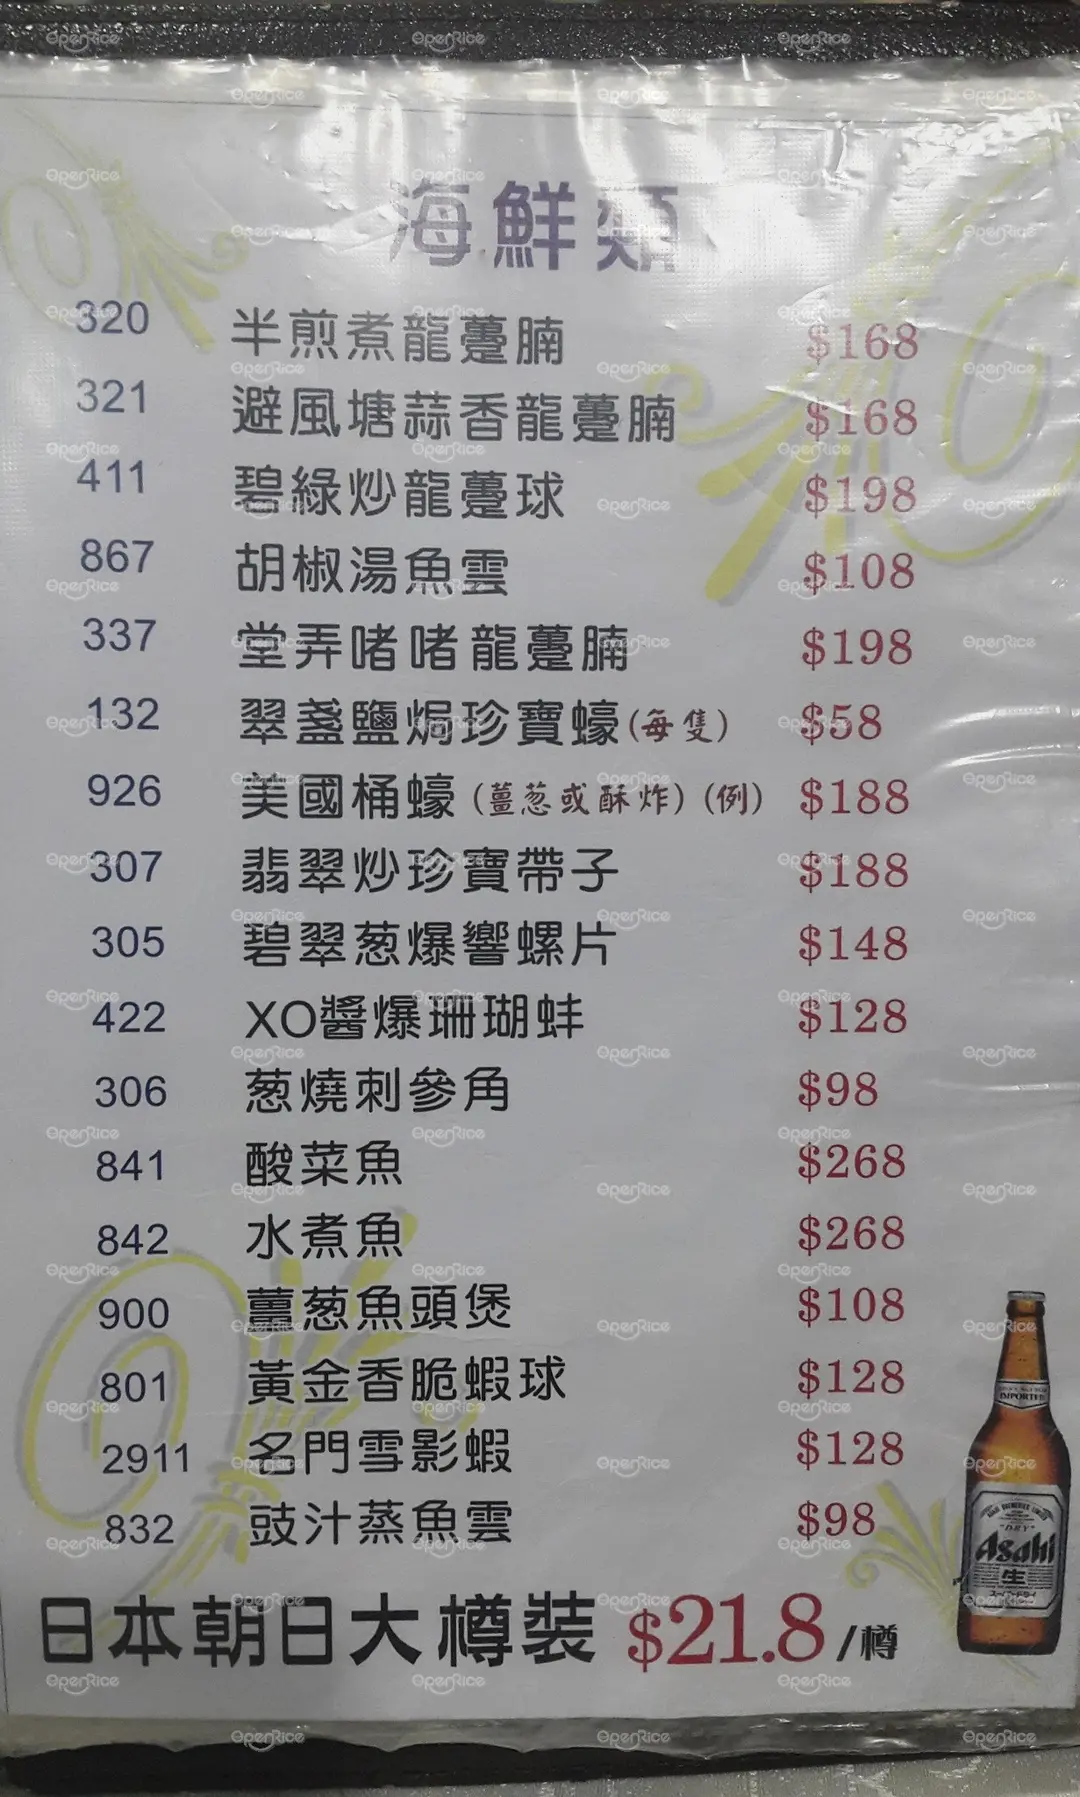 海鮮類
320 半煎煮龍躉腩 $168
321 避風塘蒜香龍躉腩 $168
411 碧綠炒龍躉球 $198
867 胡椒湯魚雲 $108
337 堂弄啫啫龍躉腩 $198
132 翠盞鹽焗珍寶蠔(每隻) $58
926 美國桶蠔 (薑葱或酥炸) (例) $188
307 翡翠炒珍寶帶子 $188
305 碧翠葱爆響螺片 $148
422 XO醬爆珊瑚蚌 $128
306 葱燒刺參角 $98
841 酸菜魚 $268
842 水煮魚 $268
900 薑葱魚頭煲 $108
801 黃金香脆蝦球 $128
2911 名門雪影蝦 $128
832 豉汁蒸魚雲 $98
IMPORTED
"DRY"
Asahi
生
日本朝日大樽裝 $21.8/樽
OpenRice